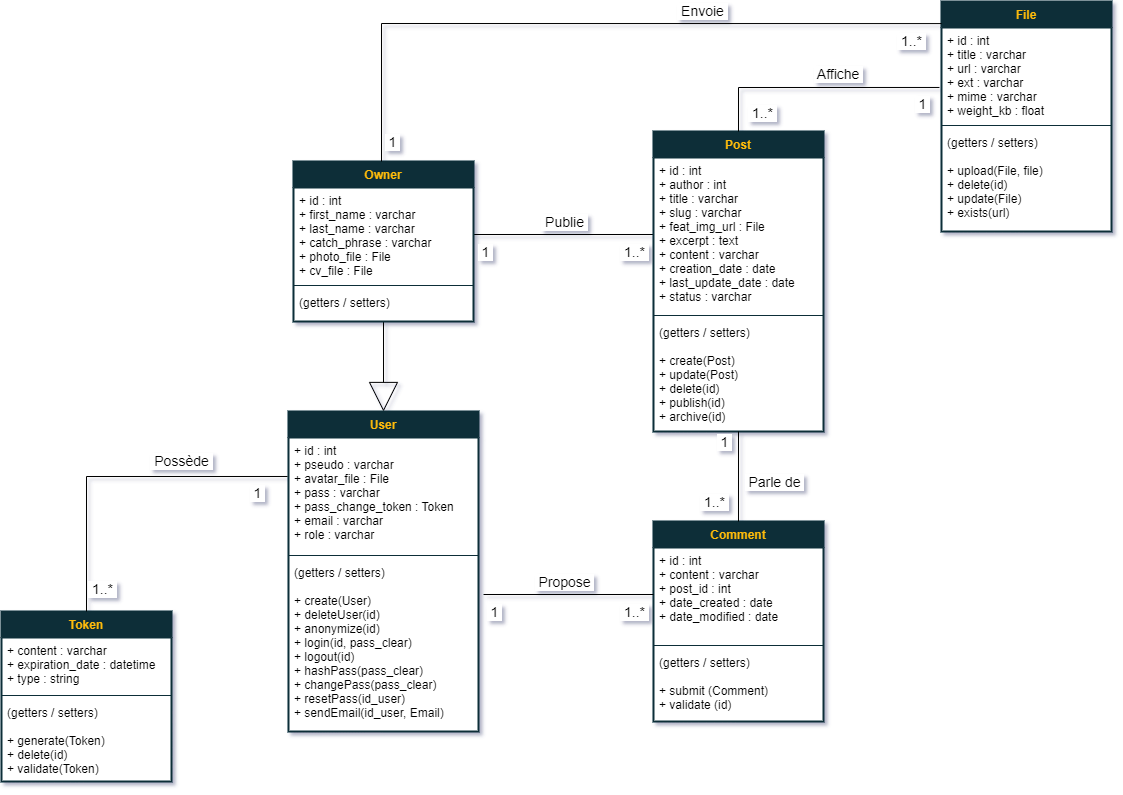 Envoie
1..*
1
File
+ id : int
+ title : varchar
+ url : varchar
+ ext : varchar
+ mime : varchar
+ weight_kb : float
(getters / setters)
+ upload(File, file)
+ delete(id)
+ update(File)
+ exists(url)
Affiche
1
1..*
Owner
+ id : int
+ first_name : varchar
+ last_name : varchar
+ catch_phrase : varchar
+ photo_file : File
+ cv_file : File
(getters / setters)
Publie
1
1..*
Post
+ id : int
+ author : int
+ title : varchar
+ slug : varchar
+ feat_img_url : File
+ excerpt : text
+ content : varchar
+ creation_date : date
+ last_update_date : date
+ status : varchar
(getters / setters)
+ create(Post)
+ update(Post)
+ delete(id)
+ publish(id)
+ archive(id)
1
Parle de
1..*
User
+ id : int
+ pseudo : varchar
+ avatar_file : File
+ pass : varchar
+ pass_change_token : Token
+ email : varchar
+ role : varchar
(getters / setters)
+ create(User)
+ deleteUser(id)
+ anonymize(id)
+ login(id, pass_clear)
+ logout(id)
+ hashPass(pass_clear)
+ changePass(pass_clear)
+ resetPass(id_user)
+ sendEmail(id_user, Email)
Possède
1
1..*
Propose
1
1..*
Comment
+ id : int
+ content : varchar
+ post_id : int
+ date_created : date
+ date_modified : date
(getters / setters)
+ submit (Comment)
+ validate (id)
Token
+ content : varchar
+ expiration_date : datetime
+ type : string
(getters / setters)
+ generate(Token)
+ delete(id)
+ validate(Token)